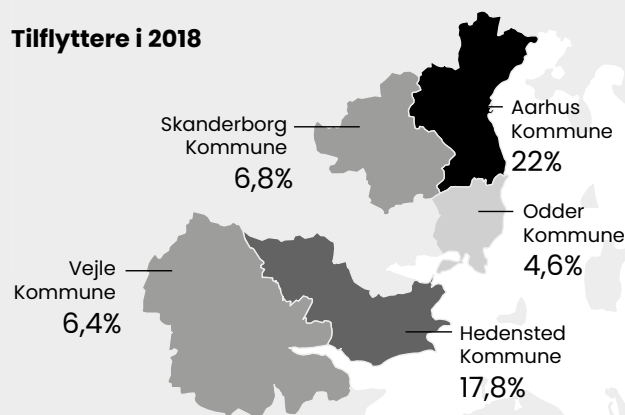 Tilflyttere i 2018
Skanderborg
Kommune
6,8%
Aarhus
Kommune
22%
Odder
Kommune
4,6%
Vejle
Kommune
6,4%
Hedensted
Kommune
17,8%